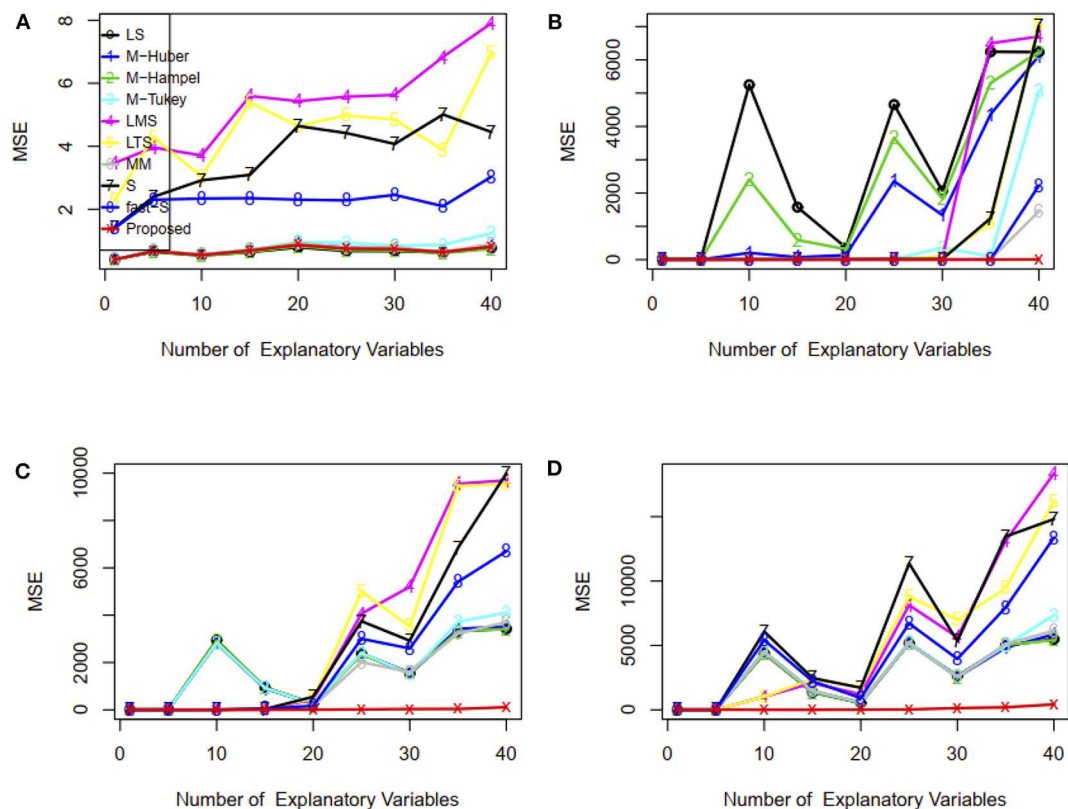 A
MSE
8
6
4
2
LS
M-Huber
M-Hampel
M-Tukey
LMS
LTS
MM
S
fast-S
Proposed
0 10 20 30 40
Number of Explanatory Variables
B
MSE
6000
4000
2000
0
0 10 20 30 40
Number of Explanatory Variables
C
MSE
10000
6000
2000
0
0 10 20 30 40
Number of Explanatory Variables
D
MSE
10000
5000
0
0 10 20 30 40
Number of Explanatory Variables